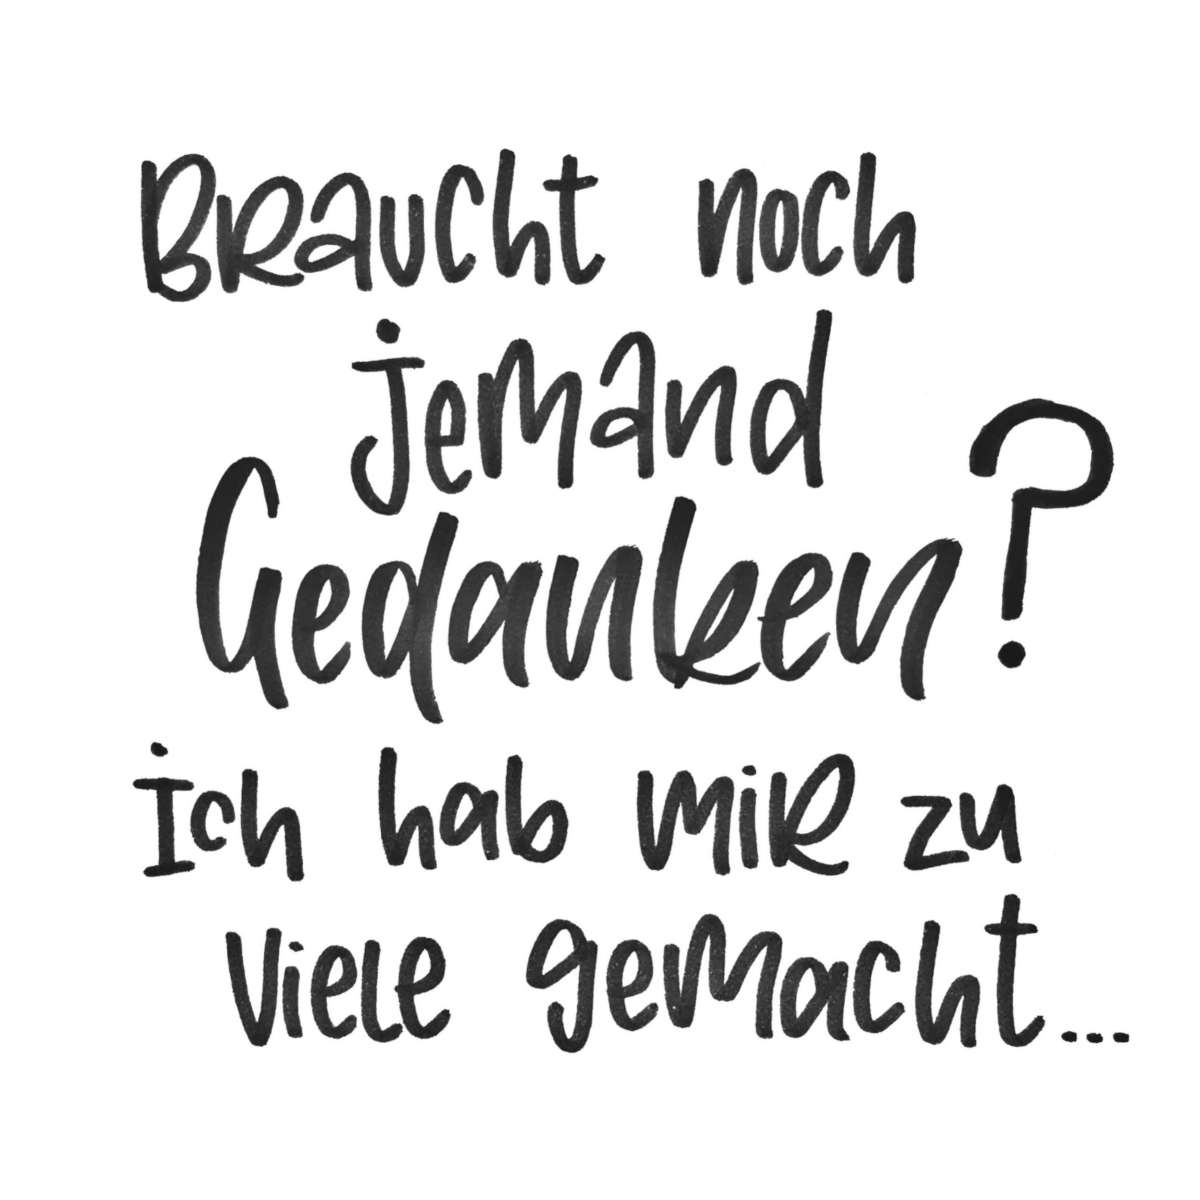 Braucht noch
jemand
Gedanken?
Ich hab mir zu
viele gemacht...